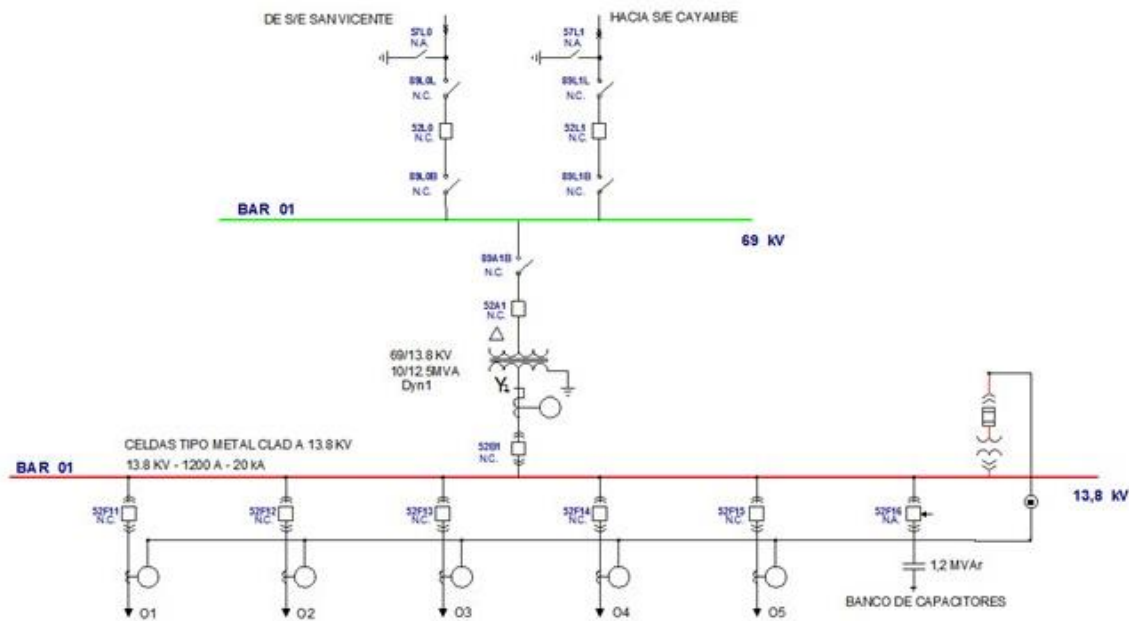 DE S/E SAN VICENTE
HACIA S/E CAYAMBE
57L0
N.A.
57L1
N.A.
89L0L
N.C.
89L1L
N.C.
52L0
N.C.
52L1
N.C.
89L0B
N.C.
89L1B
N.C.
BAR 01
69 kV
89A1B
N.C.
52A1
N.C.
69/13.8 KV
10/12.5MVA
Dyn1
CELDAS TIPO METAL CLAD A 13.8 KV
13.8 KV - 1200 A - 20 kA
52B1
N.C.
BAR 01
13,8 kV
52F11
N.C.
52F12
N.C.
52F13
N.C.
52F14
N.C.
52F15
N.C.
52F16
N.A.
1,2 MVAr
BANCO DE CAPACITORES
O1
O2
O3
O4
O5